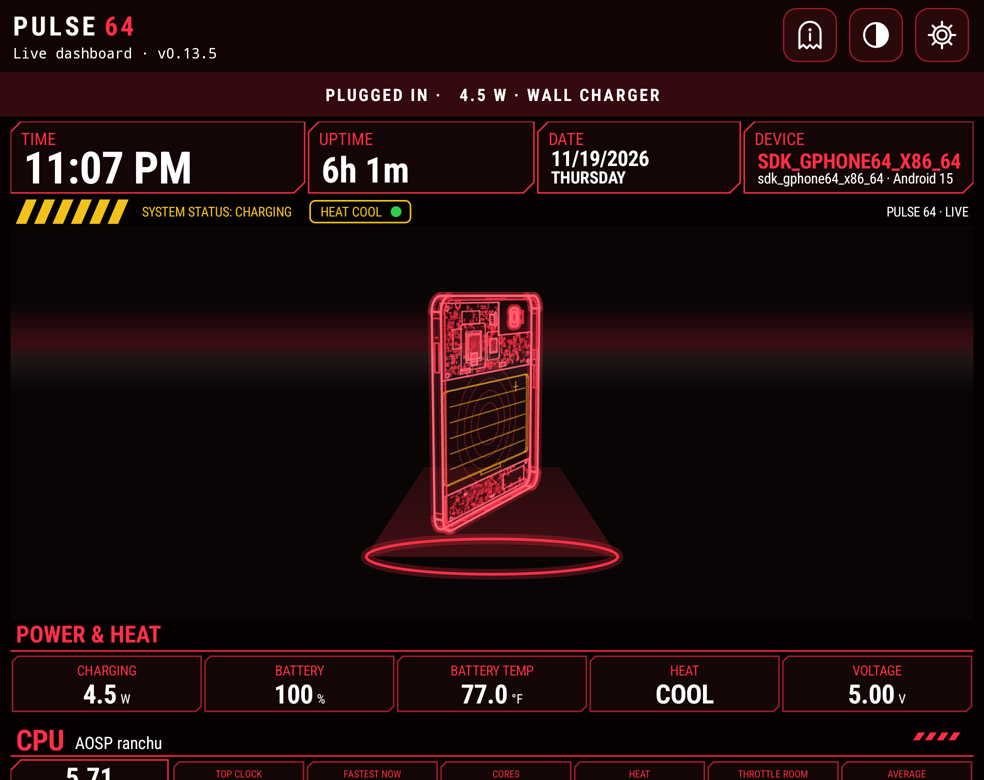 PULSE 64
Live dashboard · v0.13.5
PLUGGED IN · 4.5 W · WALL CHARGER
TIME
11:07 PM
UPTIME
6h 1m
DATE
11/19/2026
THURSDAY
DEVICE
SDK_GPHONE64_X86_64
sdk_gphone64_x86_64 · Android 15
SYSTEM STATUS: CHARGING
HEAT COOL
PULSE 64 · LIVE
POWER & HEAT
CHARGING
4.5 W
BATTERY
100 %
BATTERY TEMP
77.0 °F
HEAT
COOL
VOLTAGE
5.00 V
CPU AOSP ranchu
5.71
TOP CLOCK
FASTEST NOW
CORES
HEAT
THROTTLE ROOM
AVERAGE